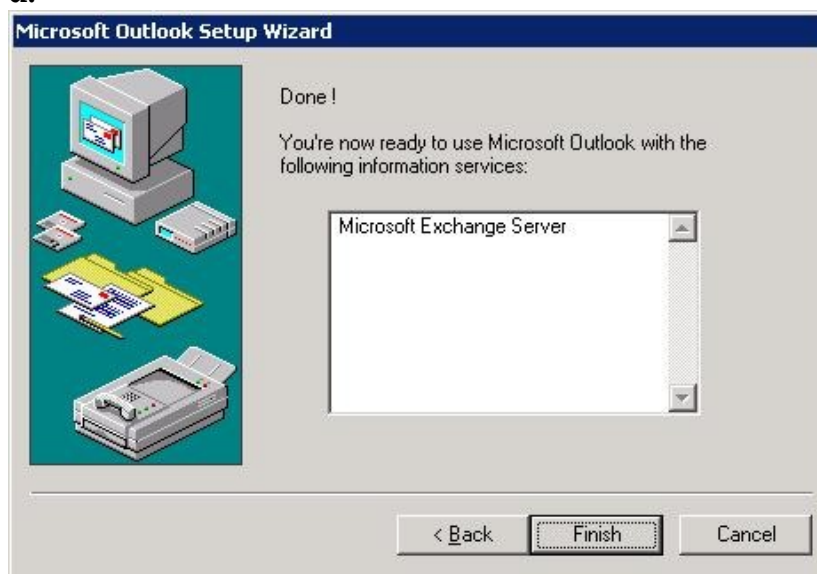 d.
Microsoft Outlook Setup Wizard
Done !
You're now ready to use Microsoft Outlook with the
following information services:
Microsoft Exchange Server
< Back
Finish
Cancel